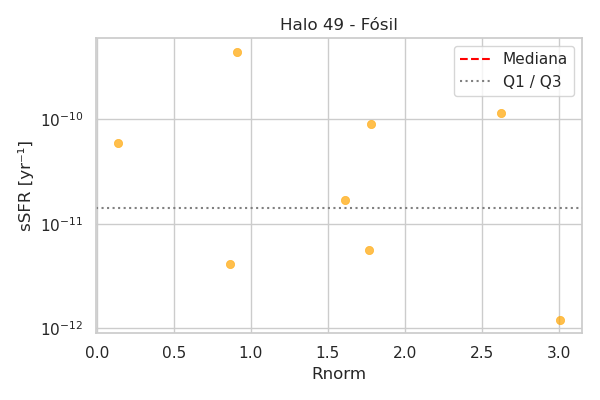 Halo 49 - Fósil
Mediana
Q1 / Q3
sSFR [yr⁻¹]
10⁻¹⁰
10⁻¹¹
10⁻¹²
0.0 0.5 1.0 1.5 2.0 2.5 3.0
Rnorm